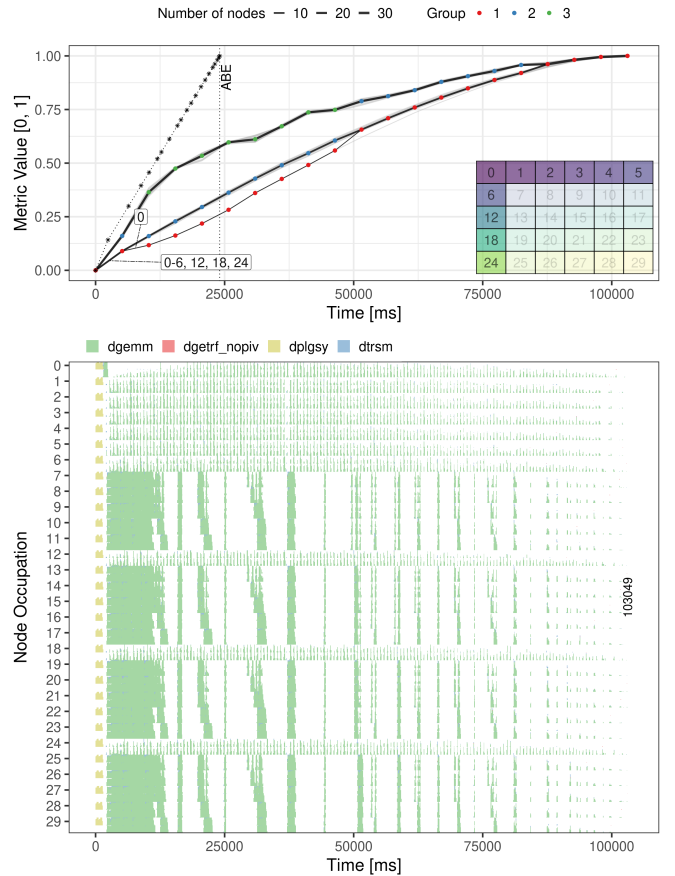 Number of nodes 10 20 30 Group 1 2 3
Metric Value [0, 1]
1.00
0.75
0.50
0.25
0.00
ABE
0
0-6, 12, 18, 24
0 1 2 3 4 5
6 7 8 9 10 11
12 13 14 15 16 17
18 19 20 21 22 23
24 25 26 27 28 29
0 25000 50000 75000 100000
Time [ms]
dgemm dgetrf_nopiv dplgsy dtrsm
Node Occupation
0
1
2
3
4
5
6
7
8
9
10
11
12
13
14
15
16
17
18
19
20
21
22
23
24
25
26
27
28
29
103049
0 25000 50000 75000 100000
Time [ms]